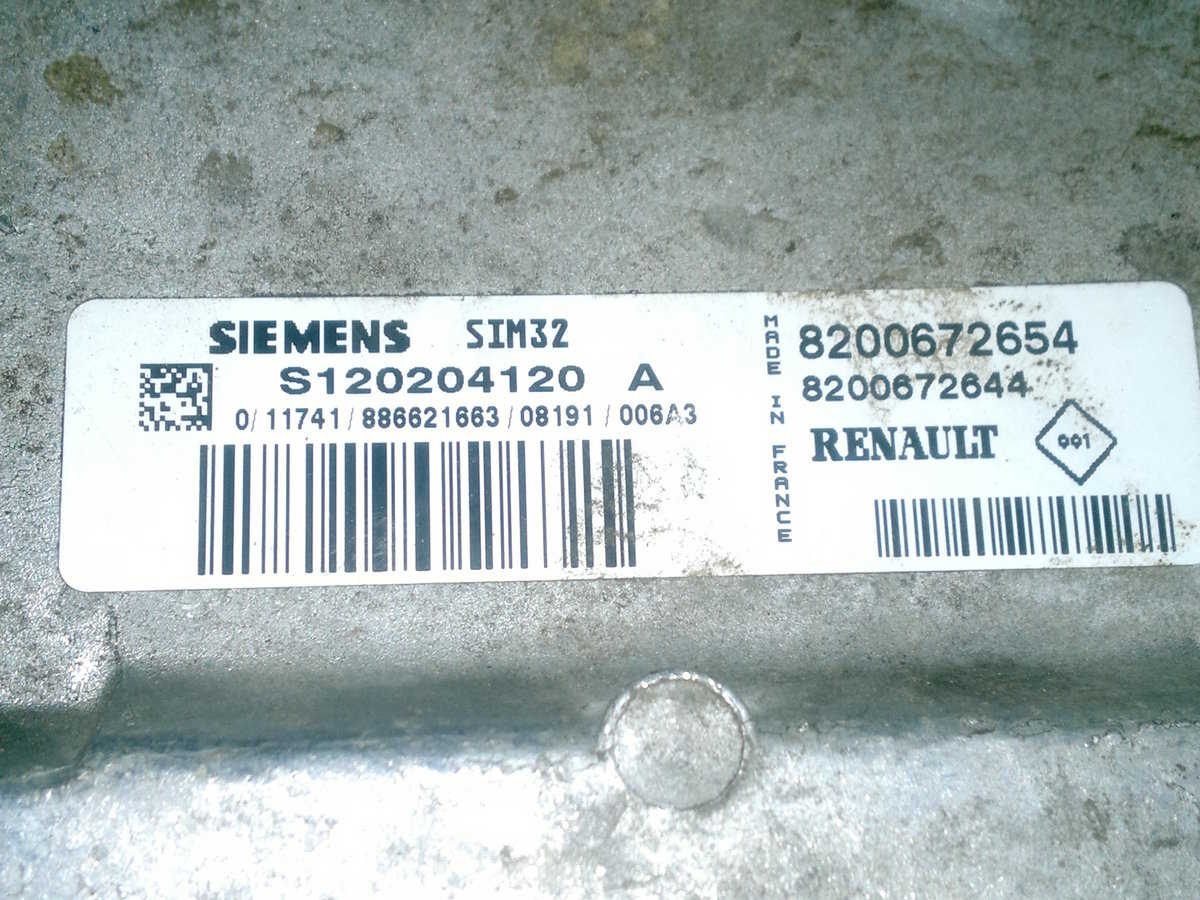 SIEMENS SIM32
S120204120 A
0/11741/886621663/08191/006A3
MADE IN FRANCE
8200672654
8200672644
RENAULT
001